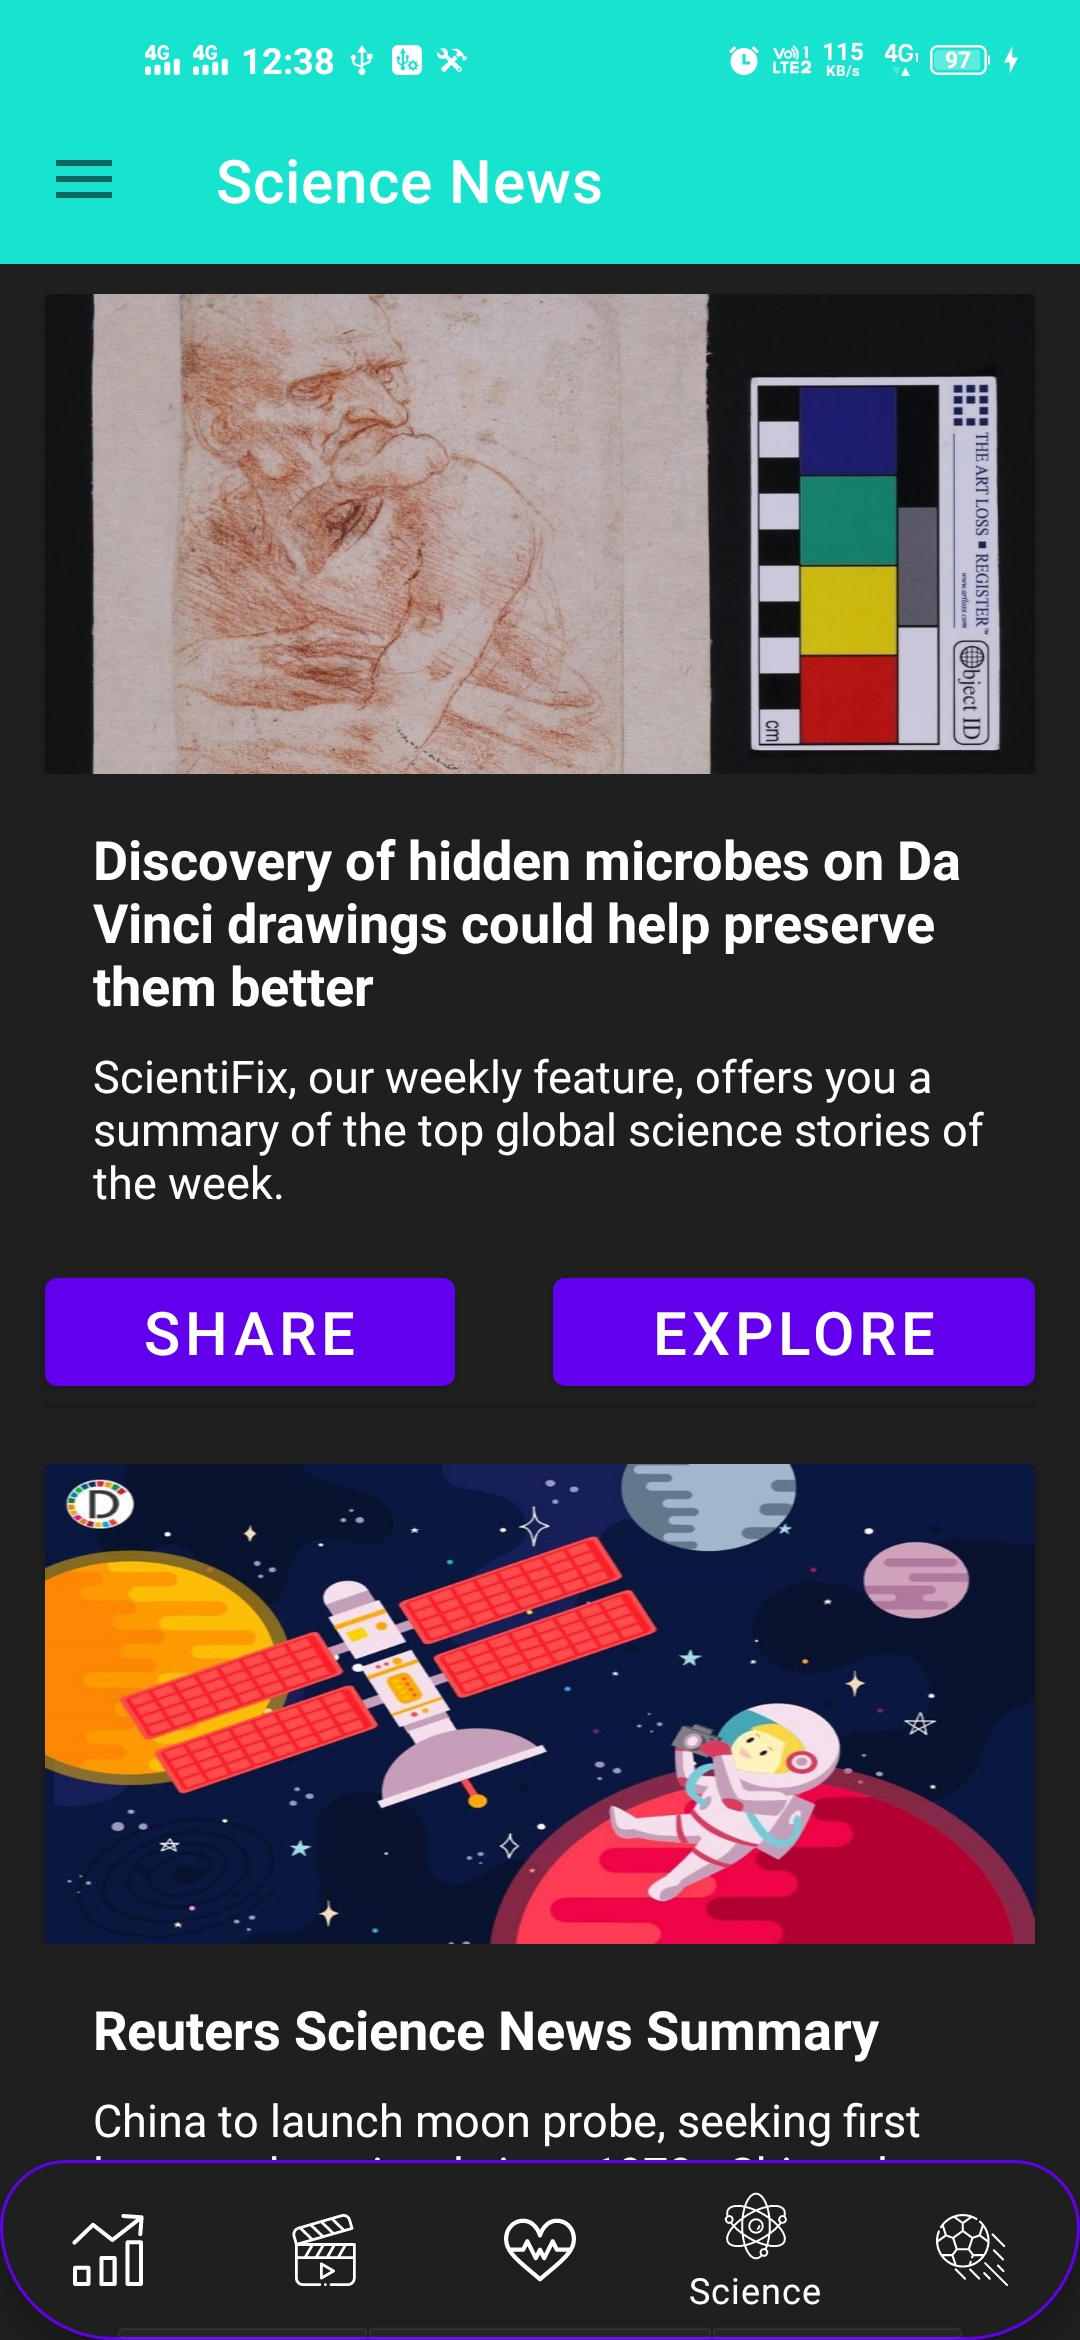 4G 4G 12:38
Vo)) 1 LTE2 115 KB/s 4G 97
Science News
THE ART LOSS ■ REGISTER™
www.artloss.com
Object ID
cm
Discovery of hidden microbes on Da
Vinci drawings could help preserve
them better
ScientiFix, our weekly feature, offers you a
summary of the top global science stories of
the week.
SHARE
EXPLORE
D
Reuters Science News Summary
China to launch moon probe, seeking first
Science